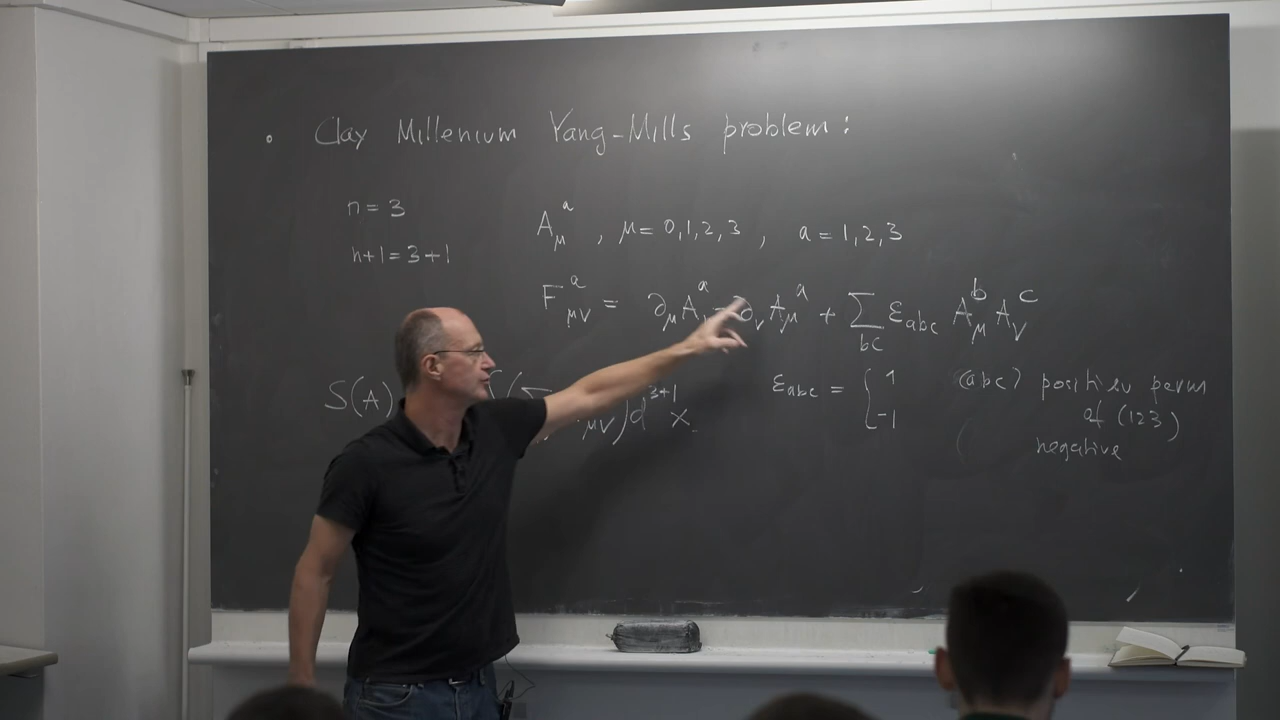 ∘ Clay Millenium Yang-Mills problem :
n = 3
n+1 = 3+1
A_μ^a , μ = 0,1,2,3 , a = 1,2,3
F_μν^a = ∂_μ A_ν^a - ∂_ν A_μ^a + ∑_bc ε_abc A_μ^b A_ν^c
S(A) (∑ μν) d^3+1 x
ε_abc = { 1 (abc) positive perm
of (123)
-1 ( negative )